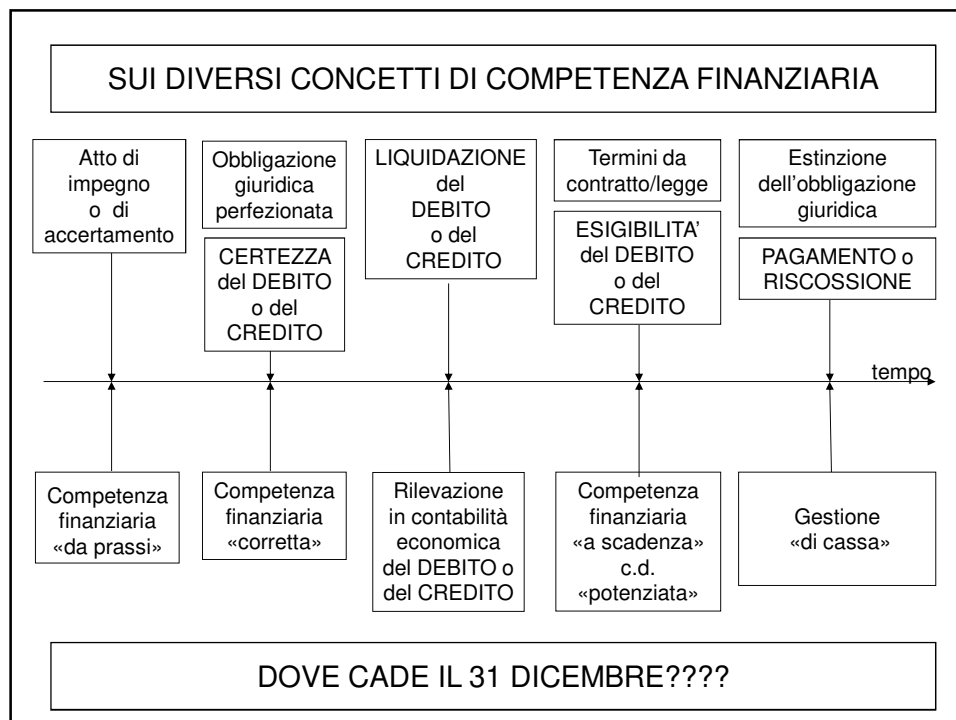 SUI DIVERSI CONCETTI DI COMPETENZA FINANZIARIA
Atto di
impegno
o di
accertamento
Obbligazione
giuridica
perfezionata
CERTEZZA
del DEBITO
o del
CREDITO
LIQUIDAZIONE
del
DEBITO
o del
CREDITO
Termini da
contratto/legge
ESIGIBILITA'
del DEBITO
o del
CREDITO
Estinzione
dell'obbligazione
giuridica
PAGAMENTO o
RISCOSSIONE
tempo
Competenza
finanziaria
«da prassi»
Competenza
finanziaria
«corretta»
Rilevazione
in contabilità
economica
del DEBITO o
del CREDITO
Competenza
finanziaria
«a scadenza»
c.d.
«potenziata»
Gestione
«di cassa»
DOVE CADE IL 31 DICEMBRE????